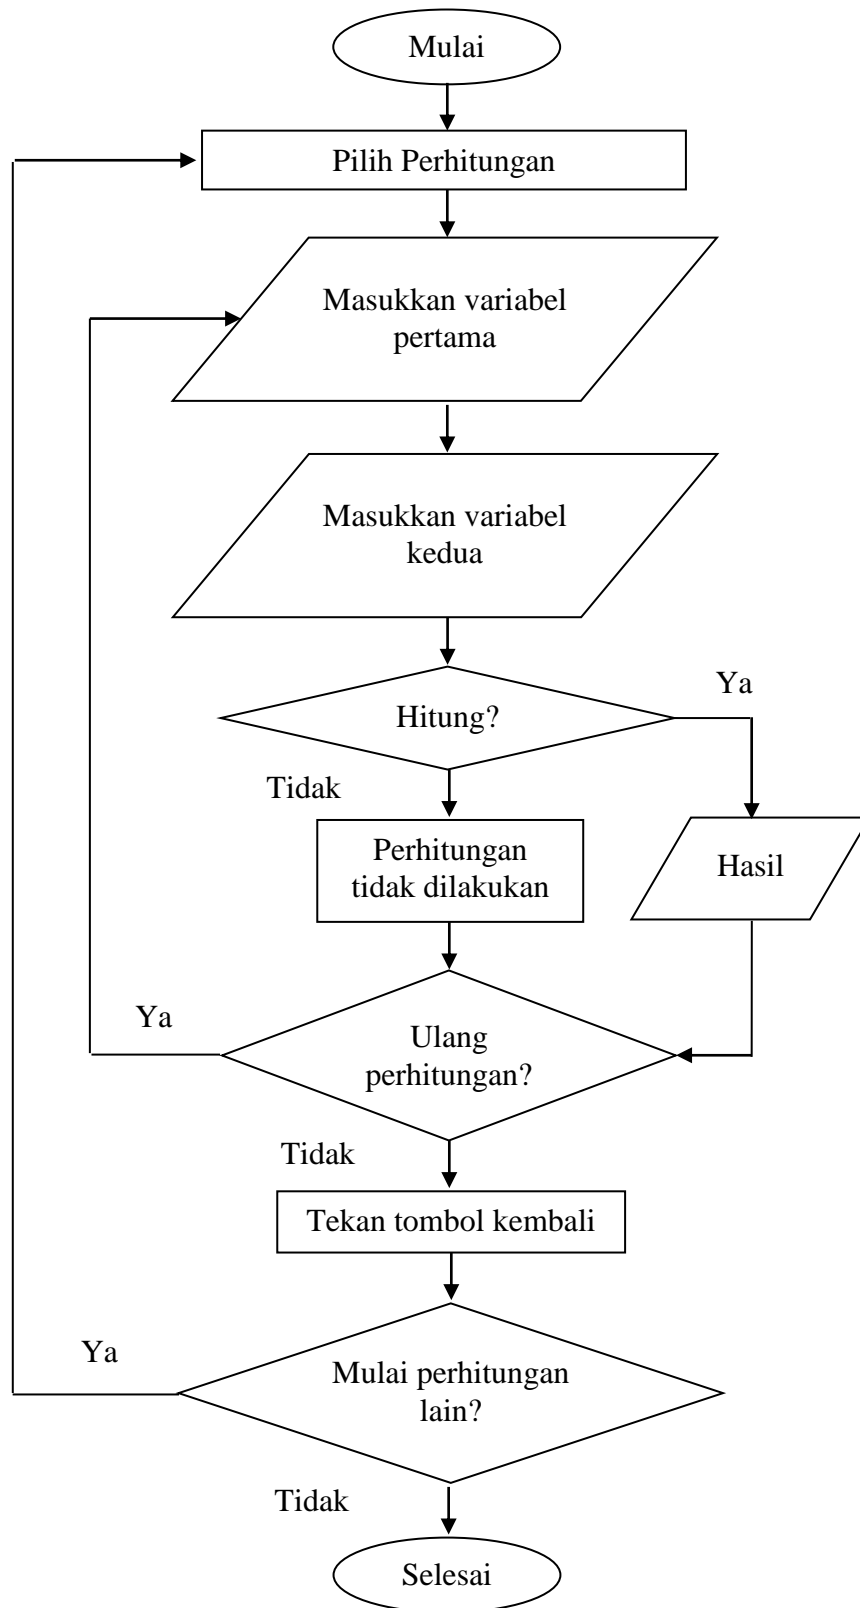 Mulai
Pilih Perhitungan
Masukkan variabel
pertama
Masukkan variabel
kedua
Ya
Hitung?
Tidak
Perhitungan
tidak dilakukan
Hasil
Ya
Ulang
perhitungan?
Tidak
Tekan tombol kembali
Ya
Mulai perhitungan
lain?
Tidak
Selesai